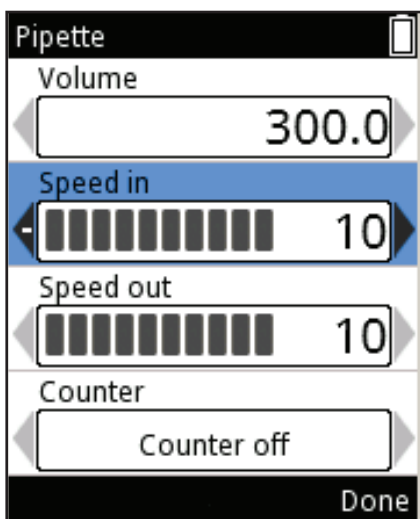 Pipette
Volume
300.0
Speed in
- 10
Speed out
10
Counter
Counter off
Done